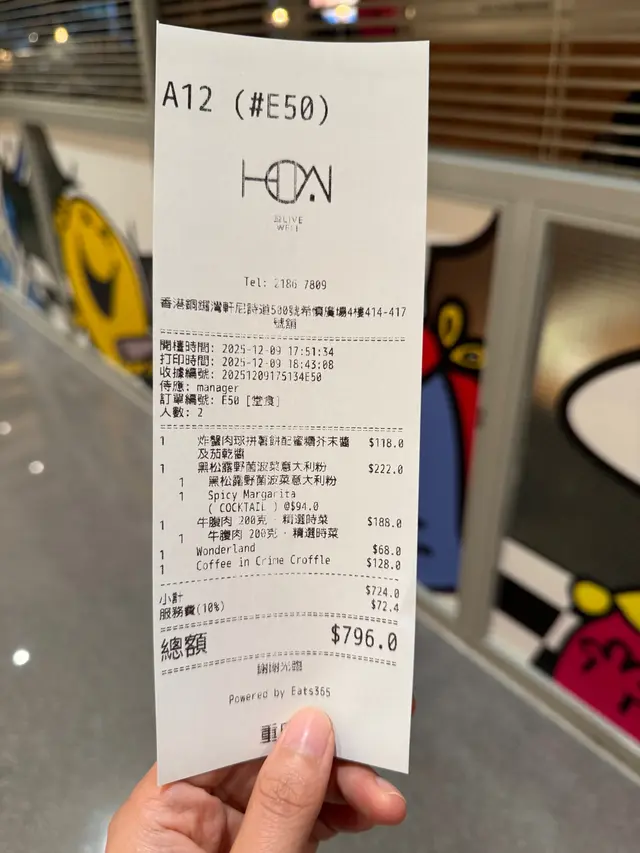 A12 (#E50)
LIVE
WELL
Tel: 2186 7809
香港銅鑼灣軒尼詩道500號希慎廣場4樓414-417
號舖
開檯時間: 2025-12-09 17:51:34
打印時間: 2025-12-09 18:43:08
收據編號: 20251209175134E50
侍應: manager
訂單編號: E50 [堂食]
人數: 2
1 炸蟹肉球拼薯餅配蜜糖芥末醬 $118.0
及茄乾醬
1 黑松露野菌波菜意大利粉 $222.0
1 黑松露野菌波菜意大利粉
1 Spicy Margarita
( COCKTAIL ) @$94.0
1 牛腹肉 200克 - 精選時菜 $188.0
1 牛腹肉 200克 - 精選時菜
1 Wonderland $68.0
1 Coffee in Crime Croffle $128.0
小計 $724.0
服務費(10%) $72.4
總額 $796.0
謝謝光臨
Powered by Eats365
重